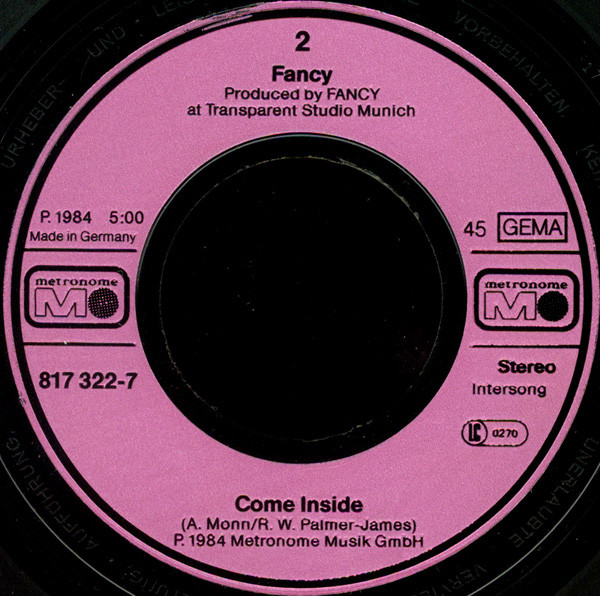 2
Fancy
Produced by FANCY
at Transparent Studio Munich
P. 1984 5:00
Made in Germany
45 GEMA
metronome
M
metronome
M
817 322-7
Stereo
Intersong
LC 0270
Come Inside
(A. Monn/R. W. Palmer-James)
P. 1984 Metronome Musik GmbH
URHEBER- UND
VORBEHALTEN.
UNERLAUBTE
AUFFÜHRUNG,